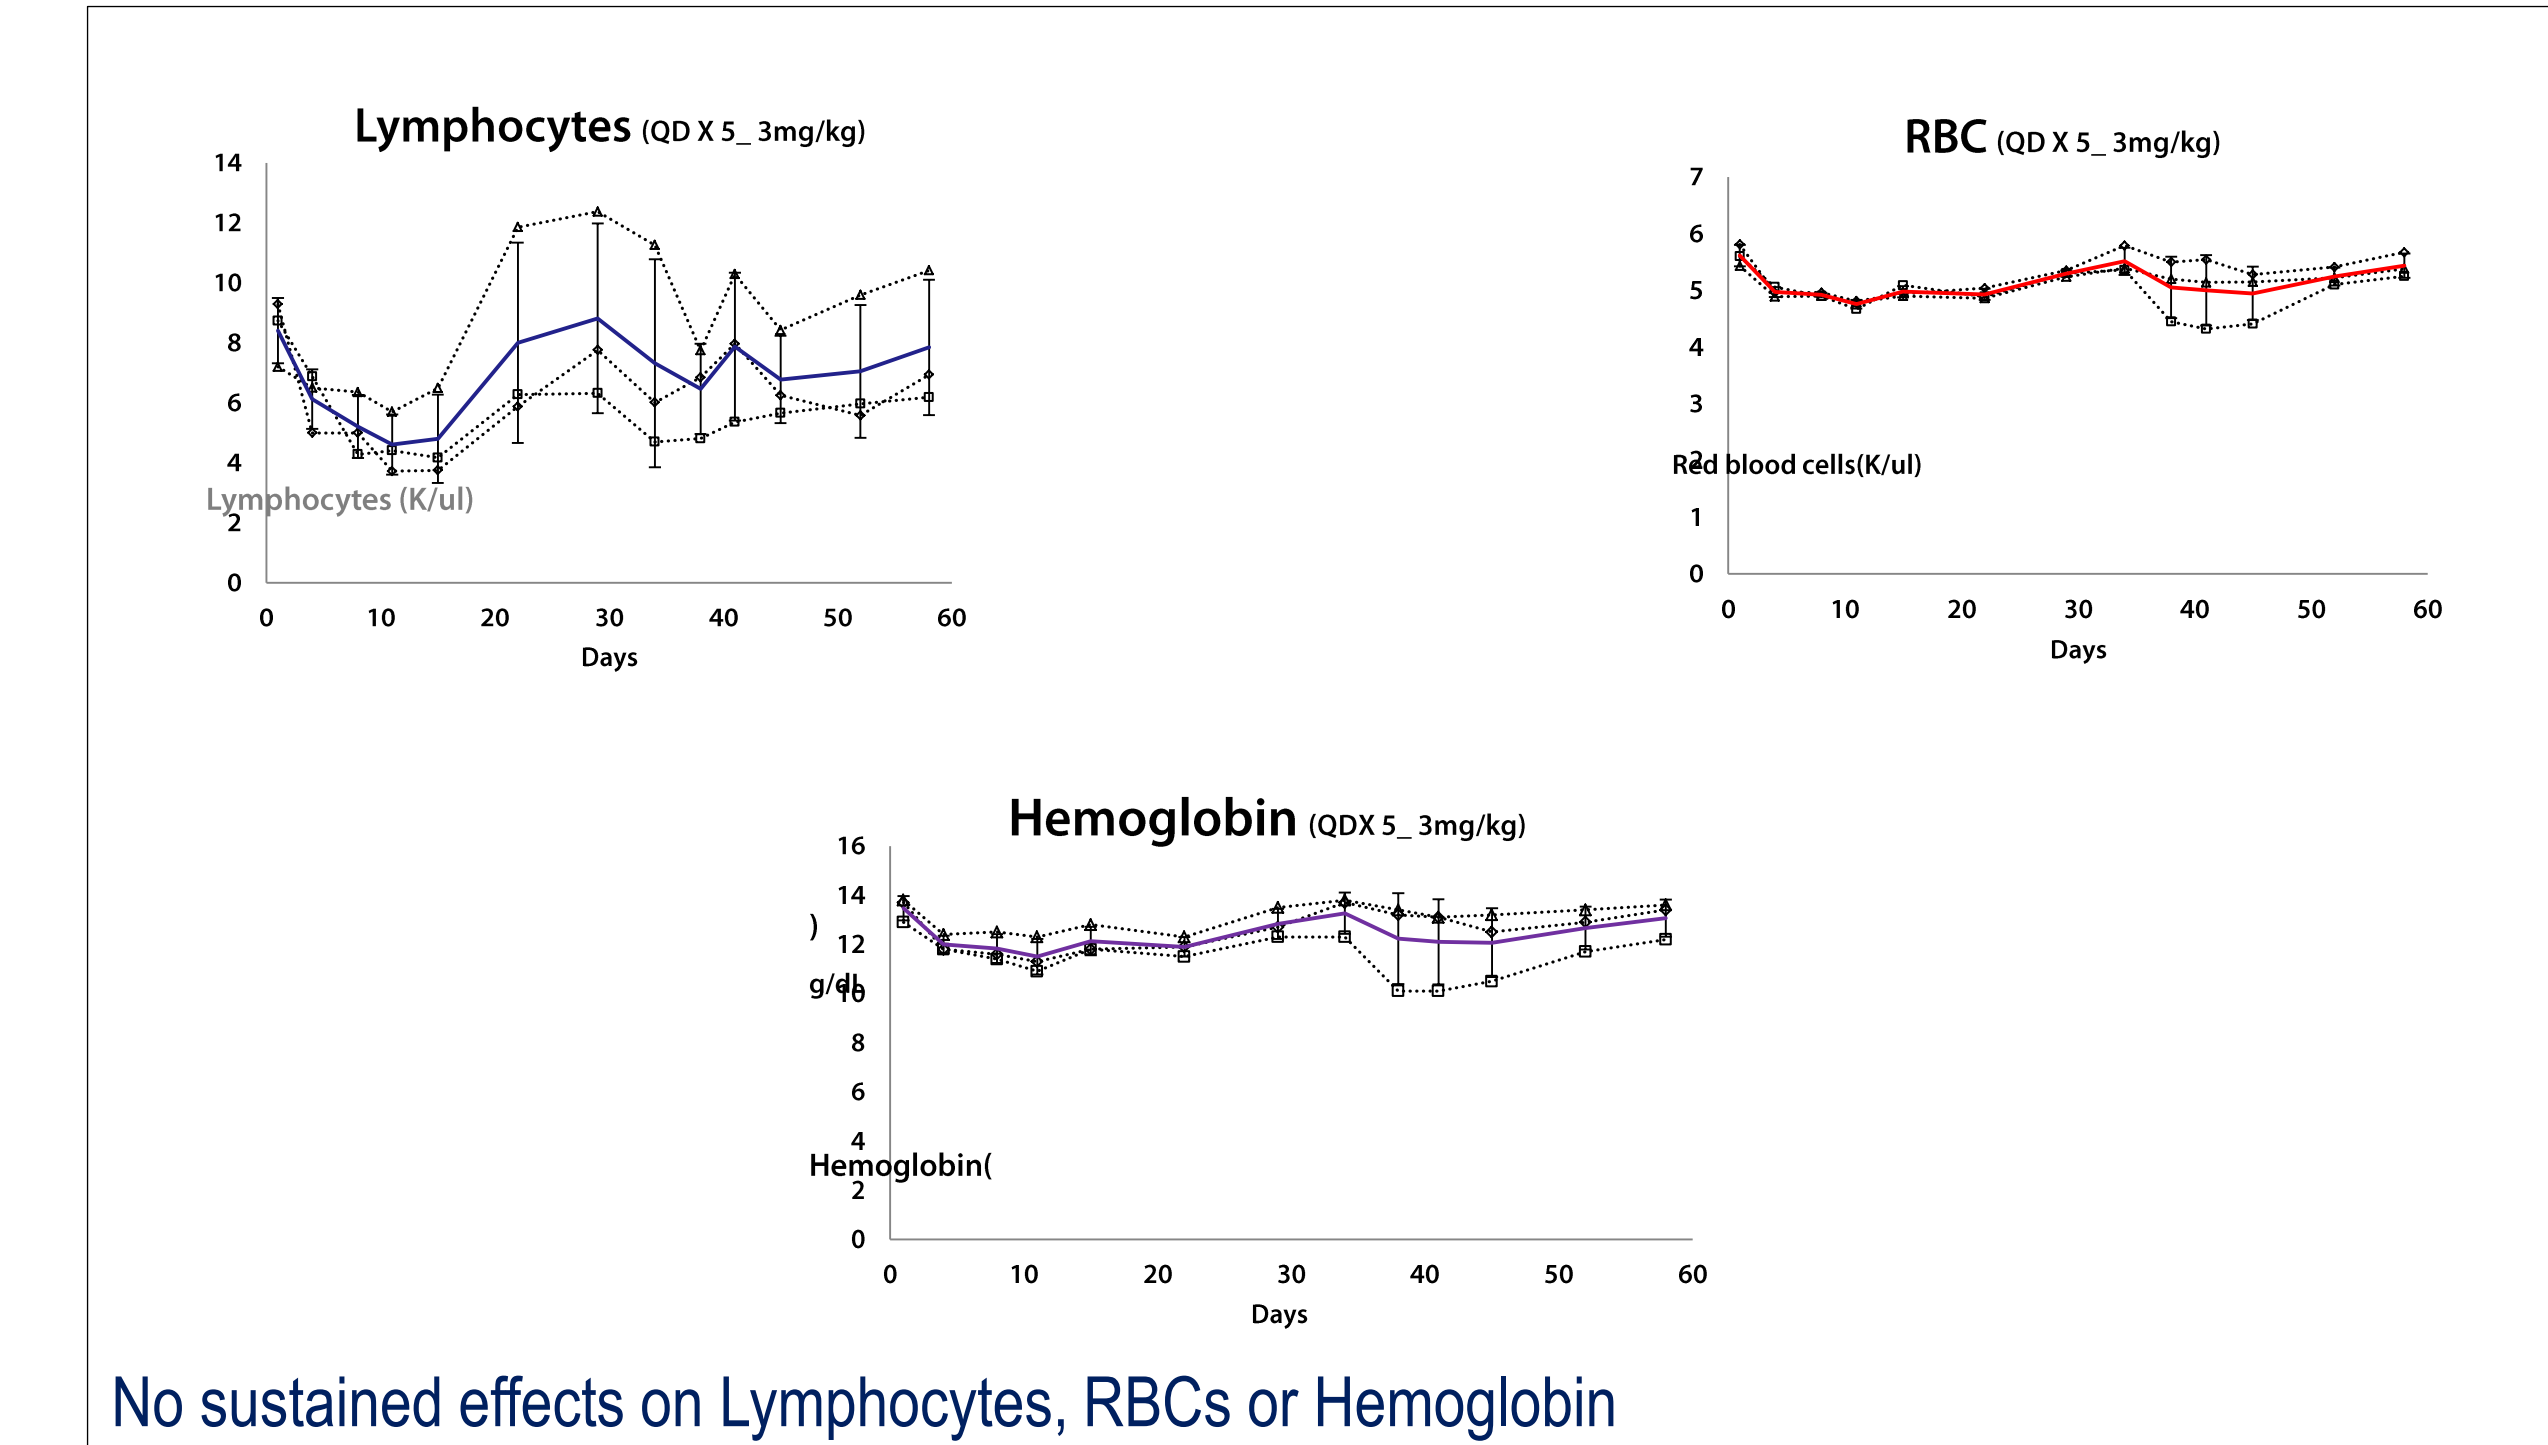 Lymphocytes (QD X 5_ 3mg/kg)
14
12
10
8
6
4
Lymphocytes (K/ul)
2
0
0 10 20 30 40 50 60
Days
RBC (QD X 5_ 3mg/kg)
7
6
5
4
3
2
Red blood cells(K/ul)
1
0
0 10 20 30 40 50 60
Days
Hemoglobin (QDX 5_ 3mg/kg)
16
14
)
12
g/dl
10
8
6
4
Hemoglobin(
2
0
0 10 20 30 40 50 60
Days
No sustained effects on Lymphocytes, RBCs or Hemoglobin